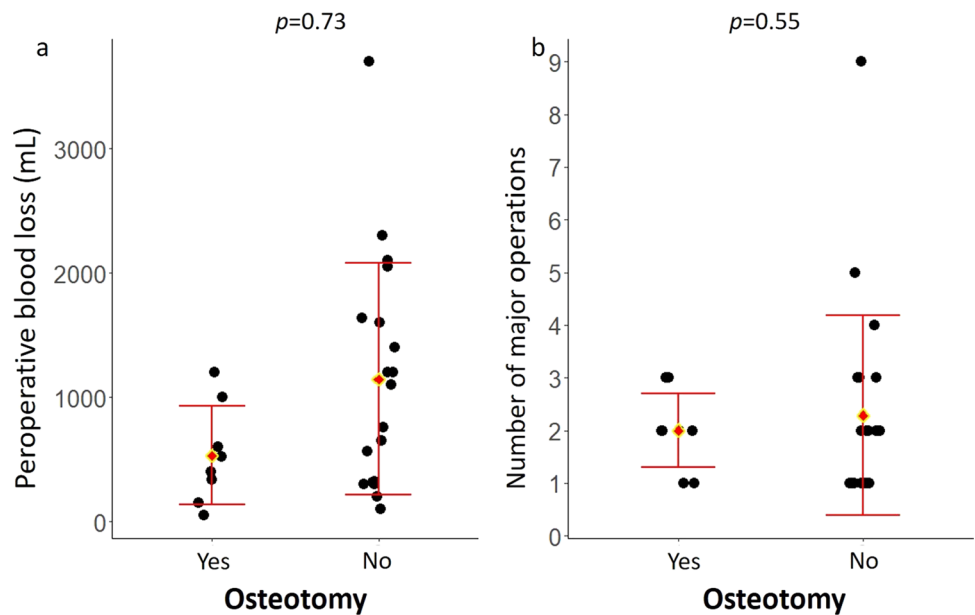 p=0.73
a
Peroperative blood loss (mL)
3000
2000
1000
0
Yes
No
Osteotomy
p=0.55
b
Number of major operations
9
8
7
6
5
4
3
2
1
0
Yes
No
Osteotomy